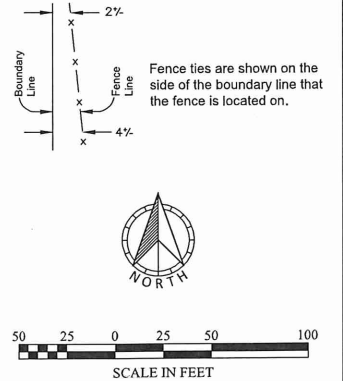 2+/-
Boundary
Line
Fence
Line
Fence ties are shown on the
side of the boundary line that
the fence is located on.
4+/-
NORTH
50 25 0 25 50 100
SCALE IN FEET